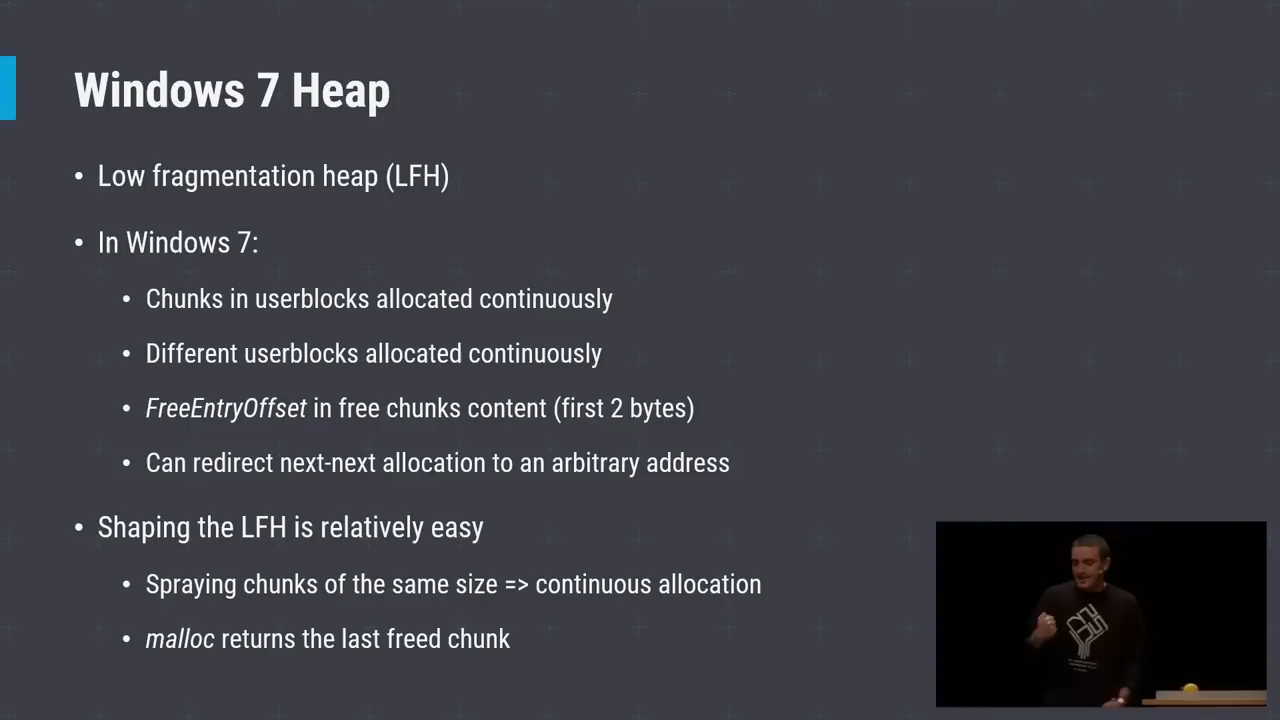 Windows 7 Heap
• Low fragmentation heap (LFH)
• In Windows 7:
• Chunks in userblocks allocated continuously
• Different userblocks allocated continuously
• FreeEntryOffset in free chunks content (first 2 bytes)
• Can redirect next-next allocation to an arbitrary address
• Shaping the LFH is relatively easy
• Spraying chunks of the same size => continuous allocation
• malloc returns the last freed chunk